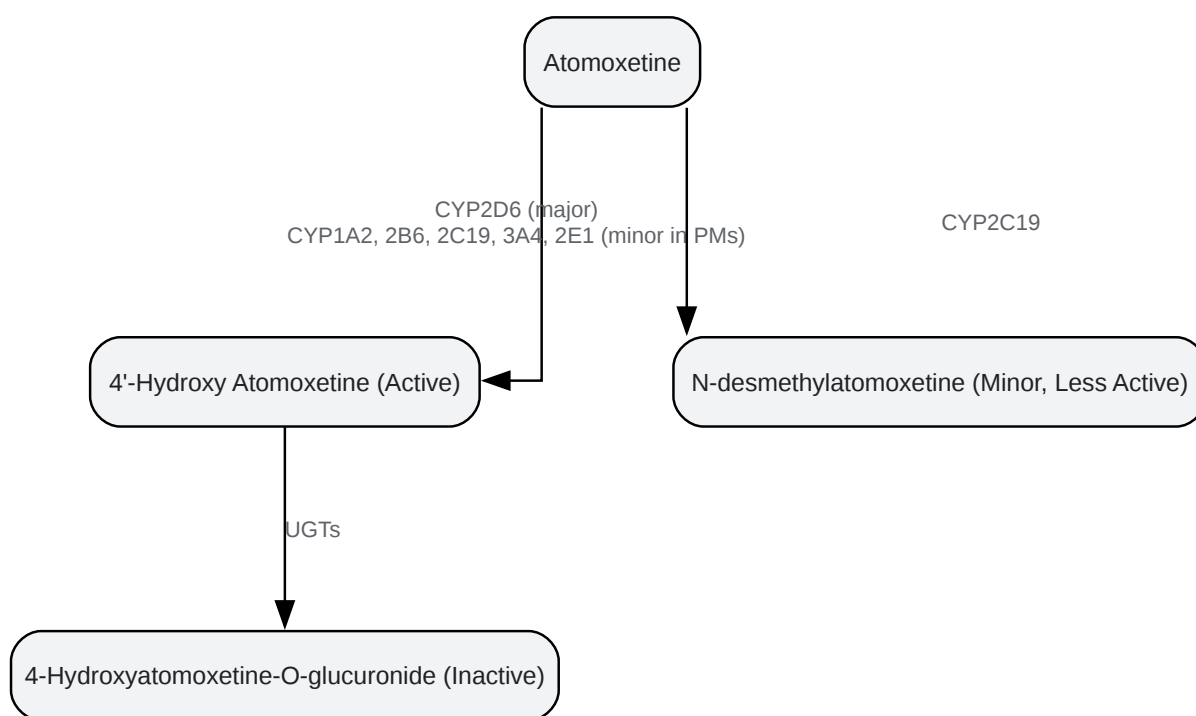 Atomoxetine
CYP2D6 (major)
CYP1A2, 2B6, 2C19, 3A4, 2E1 (minor in PMs)
CYP2C19
4'-Hydroxy Atomoxetine (Active)
N-desmethylatomoxetine (Minor, Less Active)
UGTs
4-Hydroxyatomoxetine-O-glucuronide (Inactive)